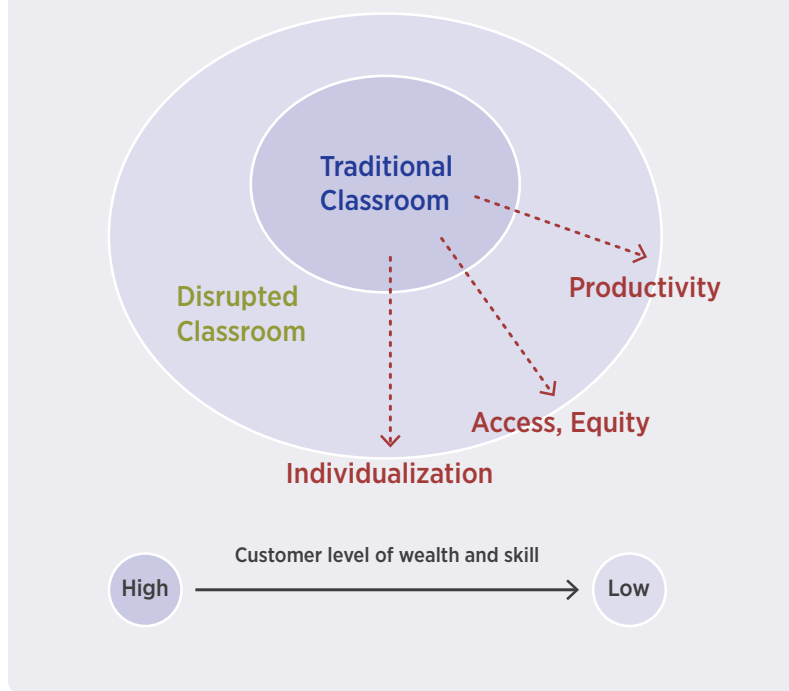 Traditional
Classroom
Productivity
Disrupted
Classroom
Access, Equity
Individualization
Customer level of wealth and skill
High
Low